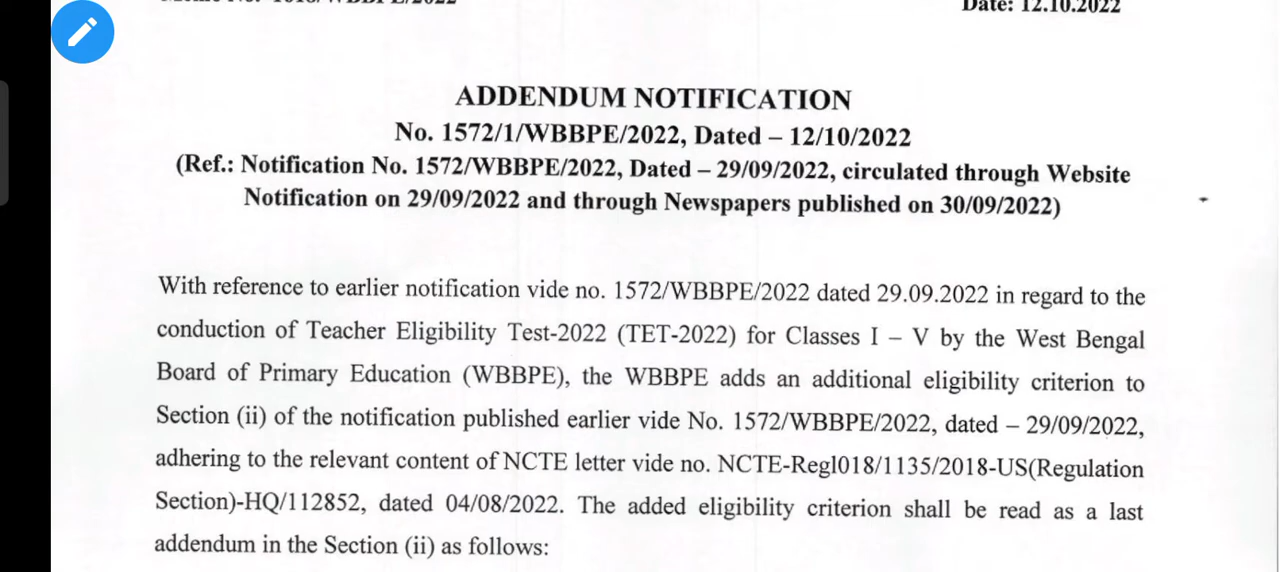 Date: 12.10.2022
ADDENDUM NOTIFICATION
No. 1572/1/WBBPE/2022, Dated – 12/10/2022
(Ref.: Notification No. 1572/WBBPE/2022, Dated – 29/09/2022, circulated through Website
Notification on 29/09/2022 and through Newspapers published on 30/09/2022)
With reference to earlier notification vide no. 1572/WBBPE/2022 dated 29.09.2022 in regard to the
conduction of Teacher Eligibility Test-2022 (TET-2022) for Classes I – V by the West Bengal
Board of Primary Education (WBBPE), the WBBPE adds an additional eligibility criterion to
Section (ii) of the notification published earlier vide No. 1572/WBBPE/2022, dated – 29/09/2022,
adhering to the relevant content of NCTE letter vide no. NCTE-Regl018/1135/2018-US(Regulation
Section)-HQ/112852, dated 04/08/2022. The added eligibility criterion shall be read as a last
addendum in the Section (ii) as follows: